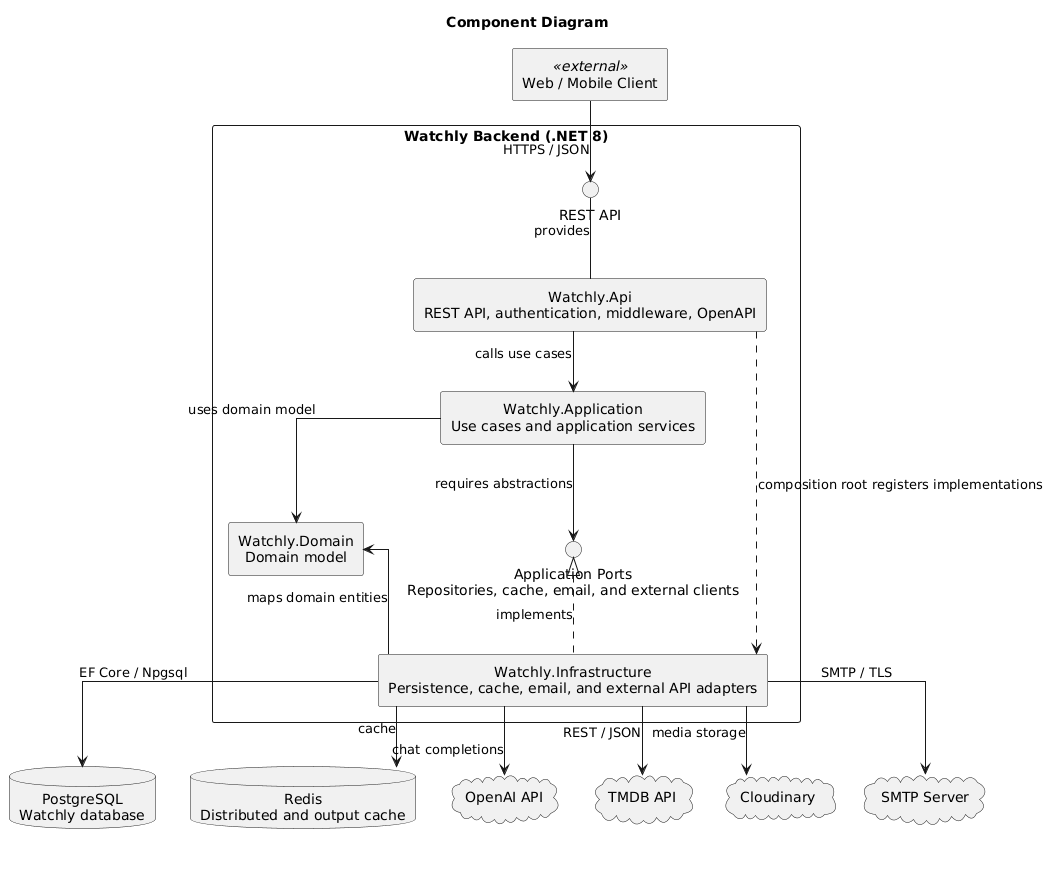 Component Diagram
«external»
Web / Mobile Client
Watchly Backend (.NET 8)
HTTPS / JSON
REST API
provides
Watchly.Api
REST API, authentication, middleware, OpenAPI
calls use cases
Watchly.Application
Use cases and application services
uses domain model
requires abstractions
composition root registers implementations
Watchly.Domain
Domain model
Application Ports
Repositories, cache, email, and external clients
maps domain entities
implements
Watchly.Infrastructure
Persistence, cache, email, and external API adapters
EF Core / Npgsql
SMTP / TLS
cache
chat completions
REST / JSON
media storage
PostgreSQL
Watchly database
Redis
Distributed and output cache
OpenAI API
TMDB API
Cloudinary
SMTP Server